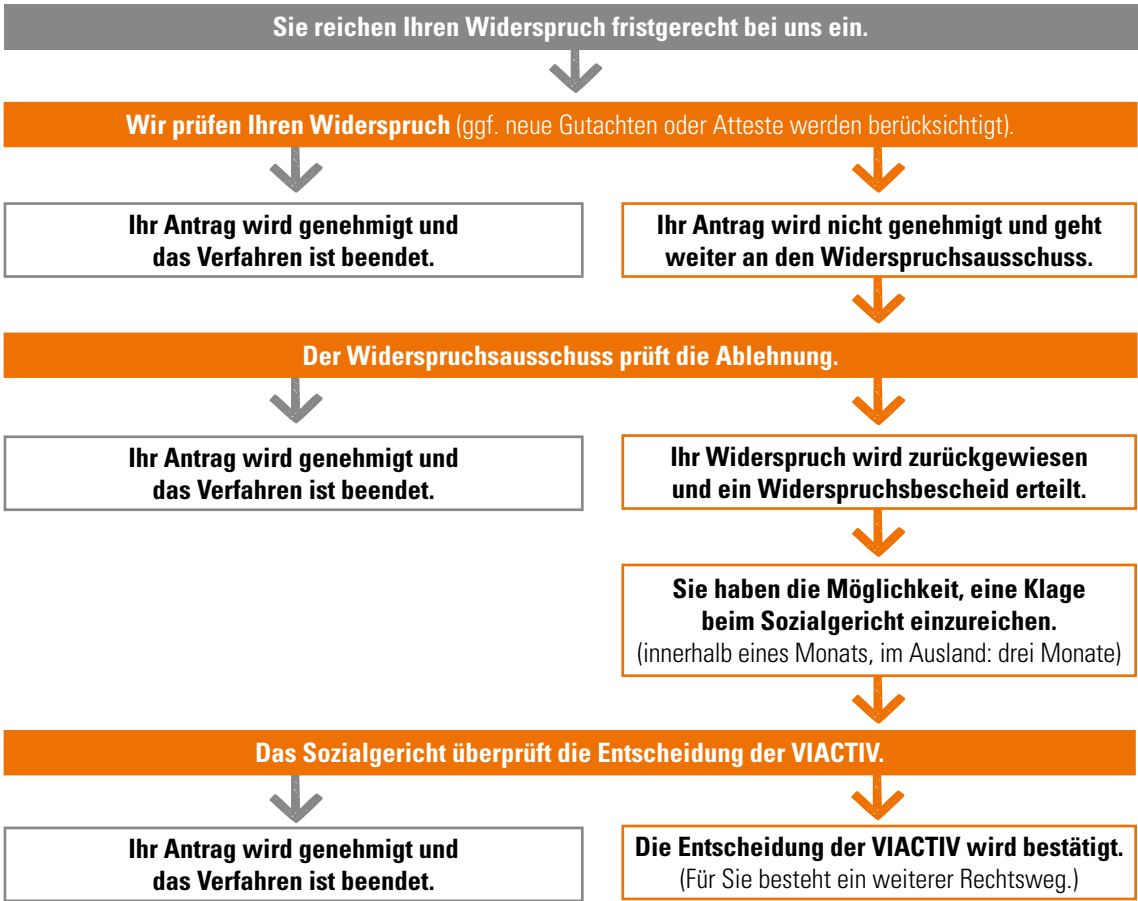 Sie reichen Ihren Widerspruch fristgerecht bei uns ein.
Wir prüfen Ihren Widerspruch (ggf. neue Gutachten oder Atteste werden berücksichtigt).
Ihr Antrag wird genehmigt und
das Verfahren ist beendet.
Ihr Antrag wird nicht genehmigt und geht
weiter an den Widerspruchsausschuss.
Der Widerspruchsausschuss prüft die Ablehnung.
Ihr Antrag wird genehmigt und
das Verfahren ist beendet.
Ihr Widerspruch wird zurückgewiesen
und ein Widerspruchsbescheid erteilt.
Sie haben die Möglichkeit, eine Klage
beim Sozialgericht einzureichen.
(innerhalb eines Monats, im Ausland: drei Monate)
Das Sozialgericht überprüft die Entscheidung der VIACTIV.
Ihr Antrag wird genehmigt und
das Verfahren ist beendet.
Die Entscheidung der VIACTIV wird bestätigt.
(Für Sie besteht ein weiterer Rechtsweg.)